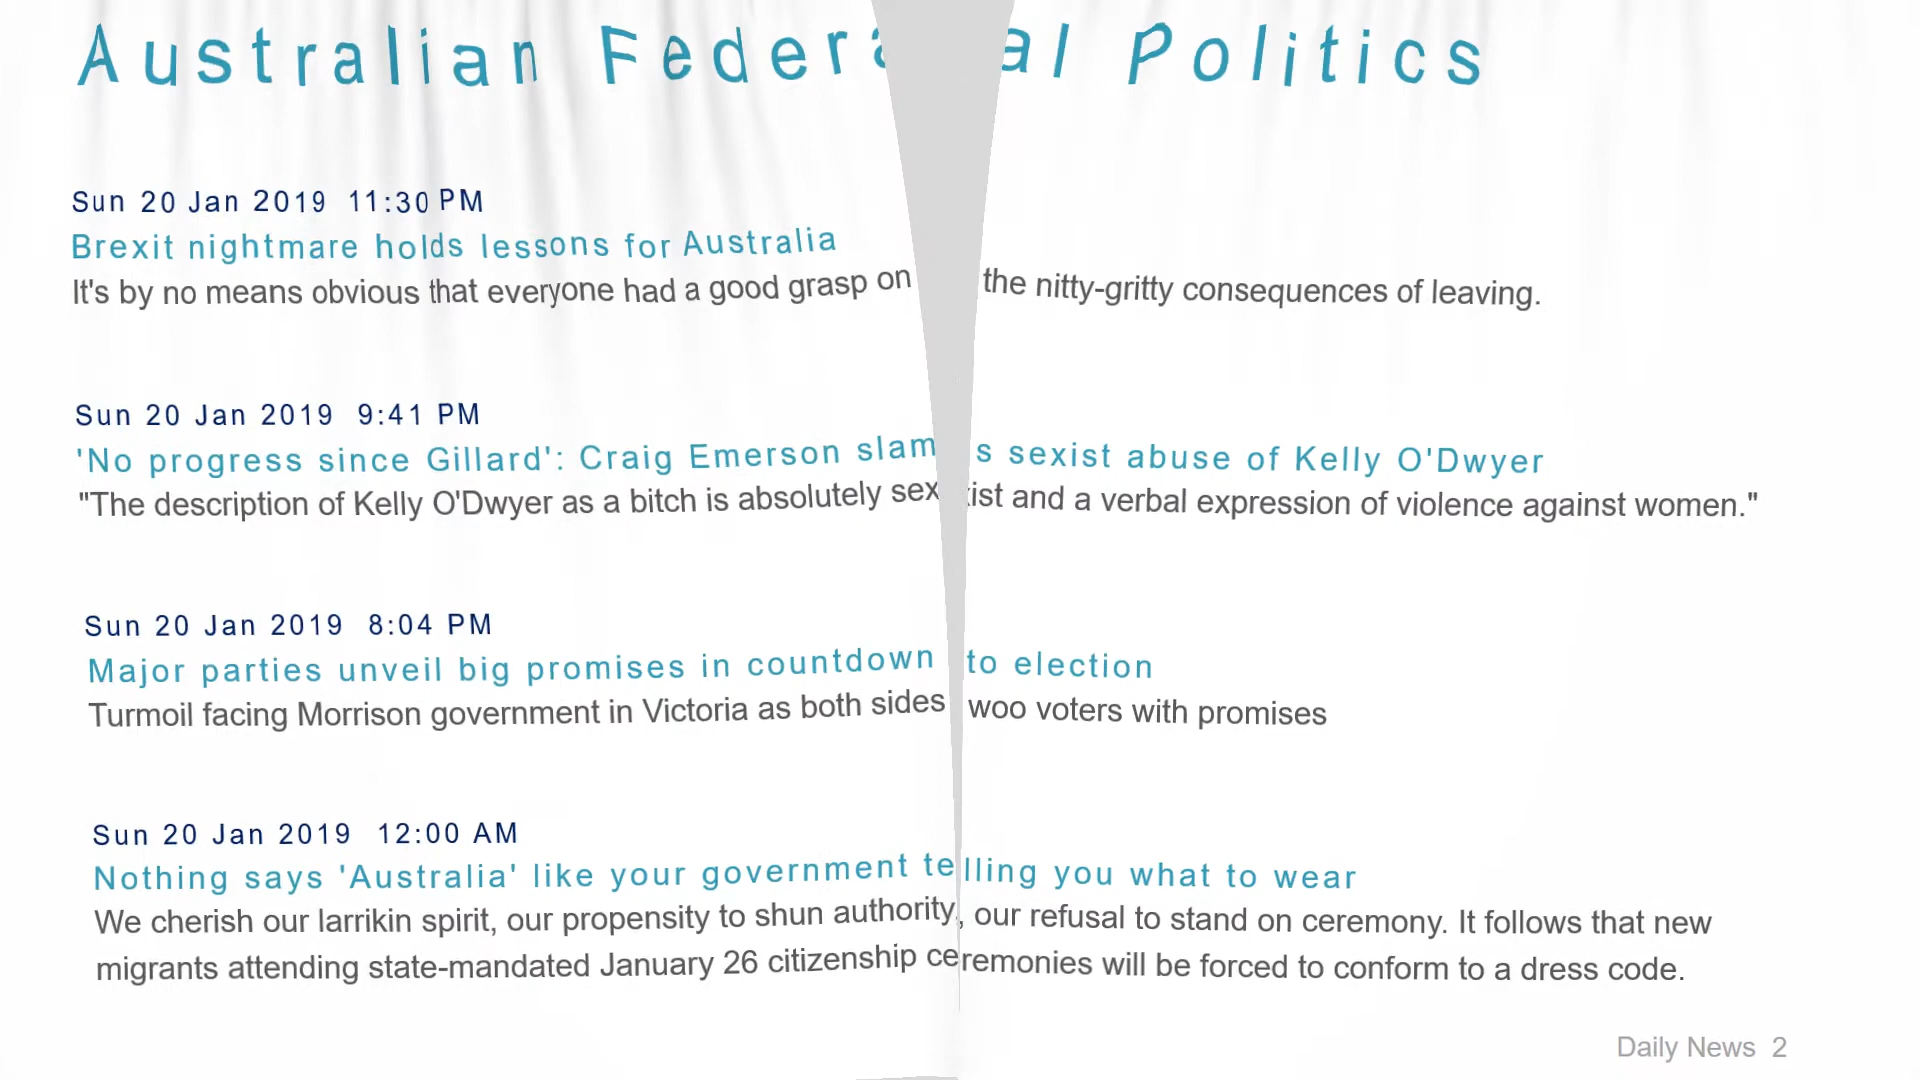 Australian Federal Politics
Sun 20 Jan 2019 11:30 PM
Brexit nightmare holds lessons for Australia
It's by no means obvious that everyone had a good grasp on the nitty-gritty consequences of leaving.
Sun 20 Jan 2019 9:41 PM
'No progress since Gillard': Craig Emerson slams sexist abuse of Kelly O'Dwyer
"The description of Kelly O'Dwyer as a bitch is absolutely sexist and a verbal expression of violence against women."
Sun 20 Jan 2019 8:04 PM
Major parties unveil big promises in countdown to election
Turmoil facing Morrison government in Victoria as both sides woo voters with promises
Sun 20 Jan 2019 12:00 AM
Nothing says 'Australia' like your government telling you what to wear
We cherish our larrikin spirit, our propensity to shun authority, our refusal to stand on ceremony. It follows that new
migrants attending state-mandated January 26 citizenship ceremonies will be forced to conform to a dress code.
Daily News 2